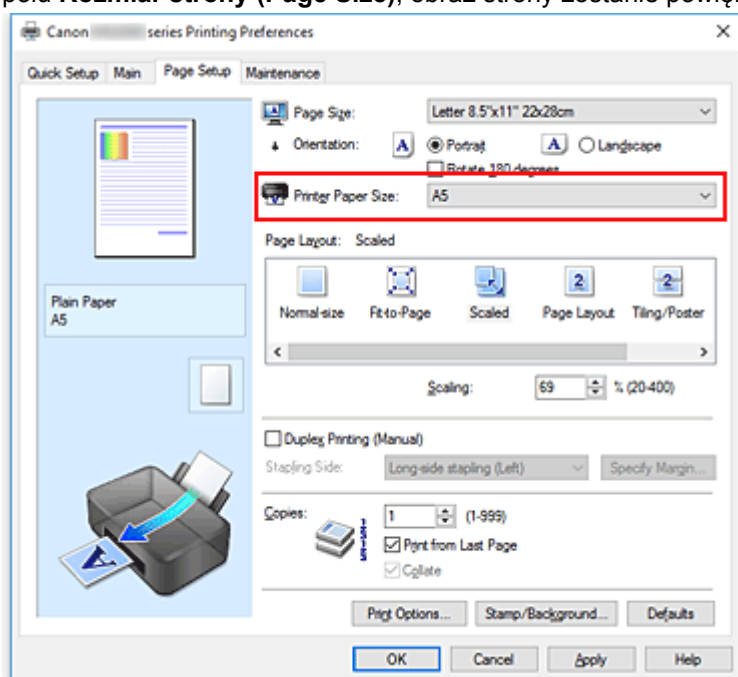 polu Rozmiar strony (Page Size), obraz strony zostanie powię
Canon series Printing Preferences
Quick Setup Main Page Setup Maintenance
Page Size: Letter 8.5"x11" 22x28cm
Orientation: A Portrait A Landscape
Rotate 180 degrees
Printer Paper Size: A5
Page Layout: Scaled
2 2
Normal-size Fit-to-Page Scaled Page Layout Tiling/Poster
Plain Paper
A5
Scaling: 69 % (20-400)
Duplex Printing (Manual)
Stapling Side: Long-side stapling (Left) Specify Margin...
Copies: 1 (1-999)
Print from Last Page
Collate
A
Print Options... Stamp/Background... Defaults
OK Cancel Apply Help